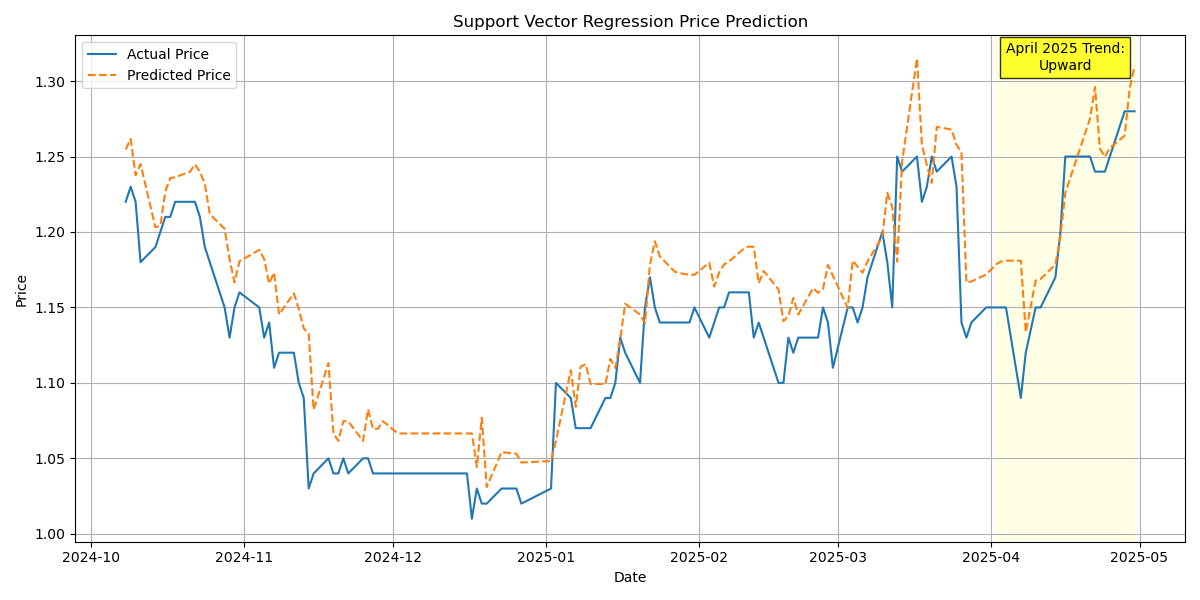 Support Vector Regression Price Prediction
Actual Price
Predicted Price
April 2025 Trend:
Upward
Price
1.30
1.25
1.20
1.15
1.10
1.05
1.00
2024-10
2024-11
2024-12
2025-01
2025-02
2025-03
2025-04
2025-05
Date